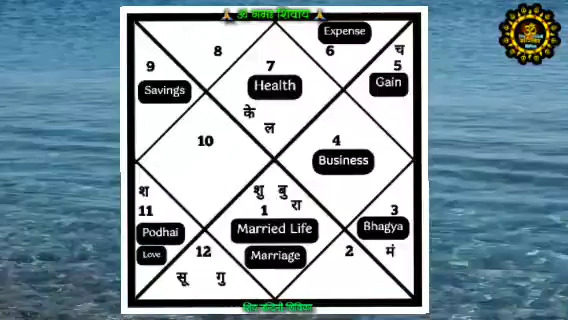 ॐ नमः शिवाय
Expense
8
6
च
9
7
5
Savings
Health
Gain
के
ल
10
4
Business
श
शु बु
रा
11
1
3
Podhai
Married Life
Bhagya
Love
12
Marriage
2
मं
सू गु